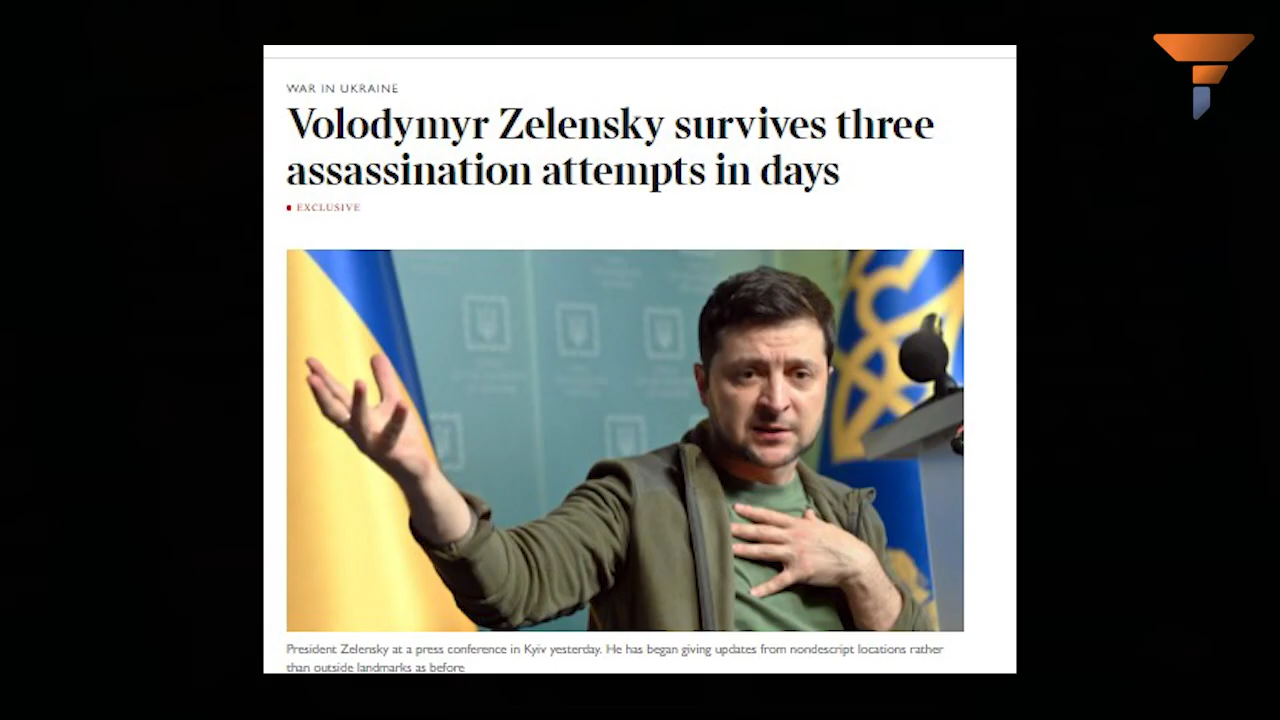 WAR IN UKRAINE
Volodymyr Zelensky survives three
assassination attempts in days
EXCLUSIVE
President Zelensky at a press conference in Kyiv yesterday. He has began giving updates from nondescript locations rather
than outside landmarks as before